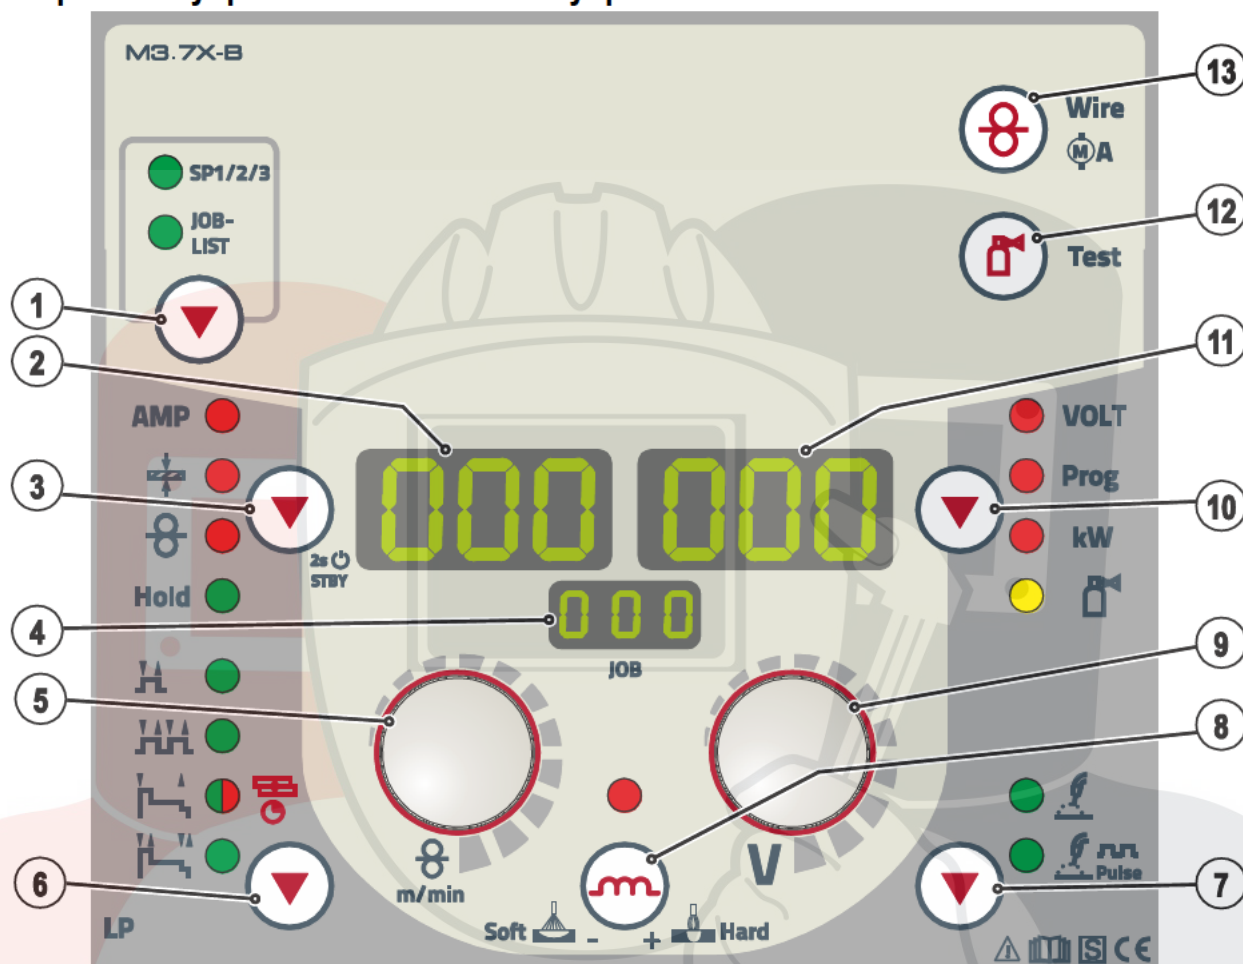 M3.7X-B
13
Wire
M A
SP1/2/3
JOB-
LIST
12
Test
1
2
11
AMP
VOLT
3
Prog
10
kW
2s
STBY
Hold
000
000
000
4
JOB
9
5
8
m/min
V
Pulse
6
7
Soft - + Hard
LP
S CE